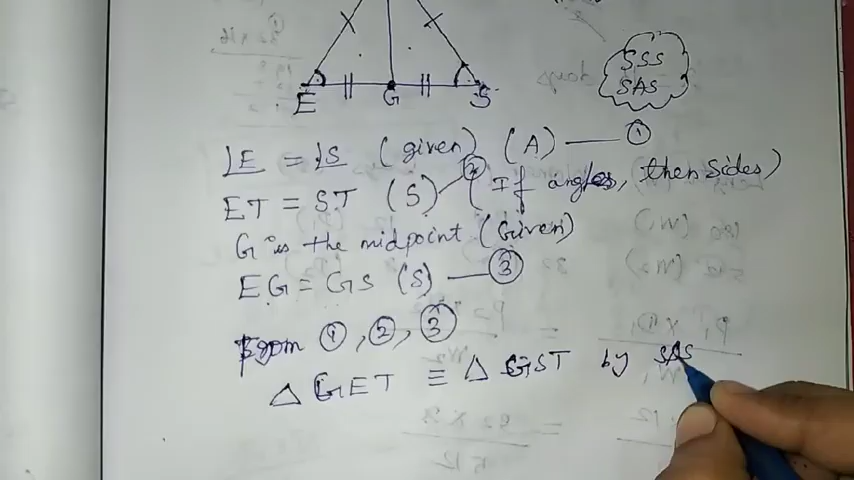 SSS
SAS
E G S
∠E = ∠S (given) (A) — ①
ET = ST (S) — ② (If angles, then sides)
G is the midpoint (Given)
EG = GS (S) — ③
From ①, ②, ③
△ GET ≡ △ GST by SAS